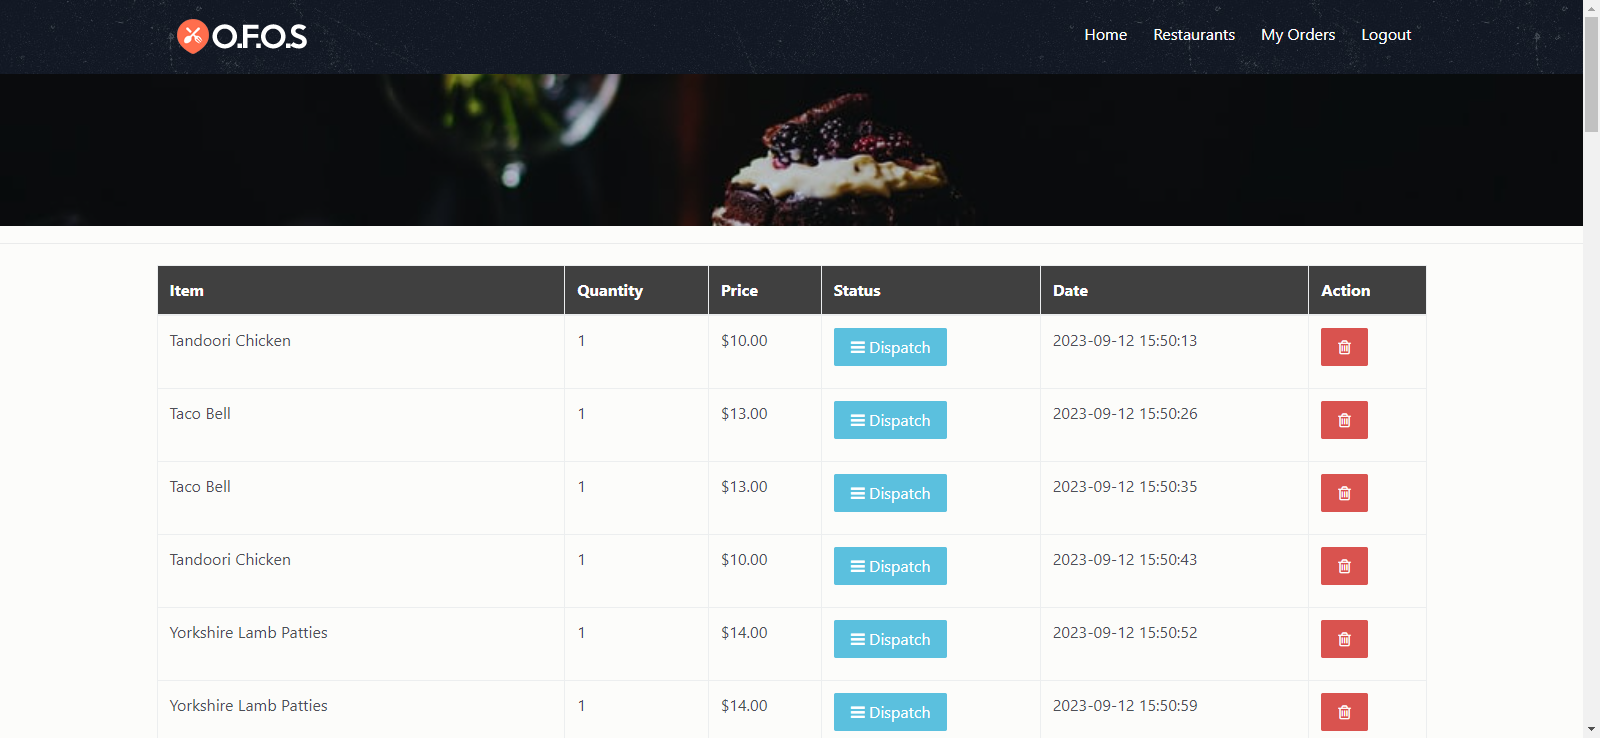 O.F.O.S
Home Restaurants My Orders Logout
Item Quantity Price Status Date Action
Tandoori Chicken 1 $10.00 Dispatch 2023-09-12 15:50:13
Taco Bell 1 $13.00 Dispatch 2023-09-12 15:50:26
Taco Bell 1 $13.00 Dispatch 2023-09-12 15:50:35
Tandoori Chicken 1 $10.00 Dispatch 2023-09-12 15:50:43
Yorkshire Lamb Patties 1 $14.00 Dispatch 2023-09-12 15:50:52
Yorkshire Lamb Patties 1 $14.00 Dispatch 2023-09-12 15:50:59